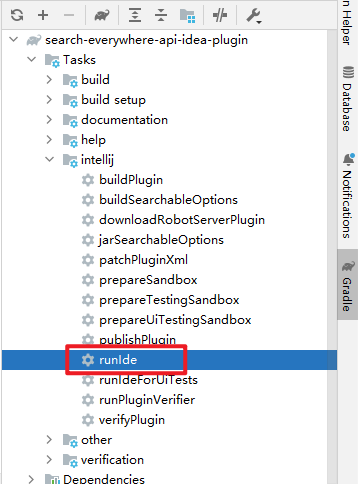 search-everywhere-api-idea-plugin
Tasks
build
build setup
documentation
help
intellij
buildPlugin
buildSearchableOptions
downloadRobotServerPlugin
jarSearchableOptions
patchPluginXml
prepareSandbox
prepareTestingSandbox
prepareUiTestingSandbox
publishPlugin
runIde
runIdeForUiTests
runPluginVerifier
verifyPlugin
other
verification
Dependencies
n Helper
Database
Notifications
Gradle